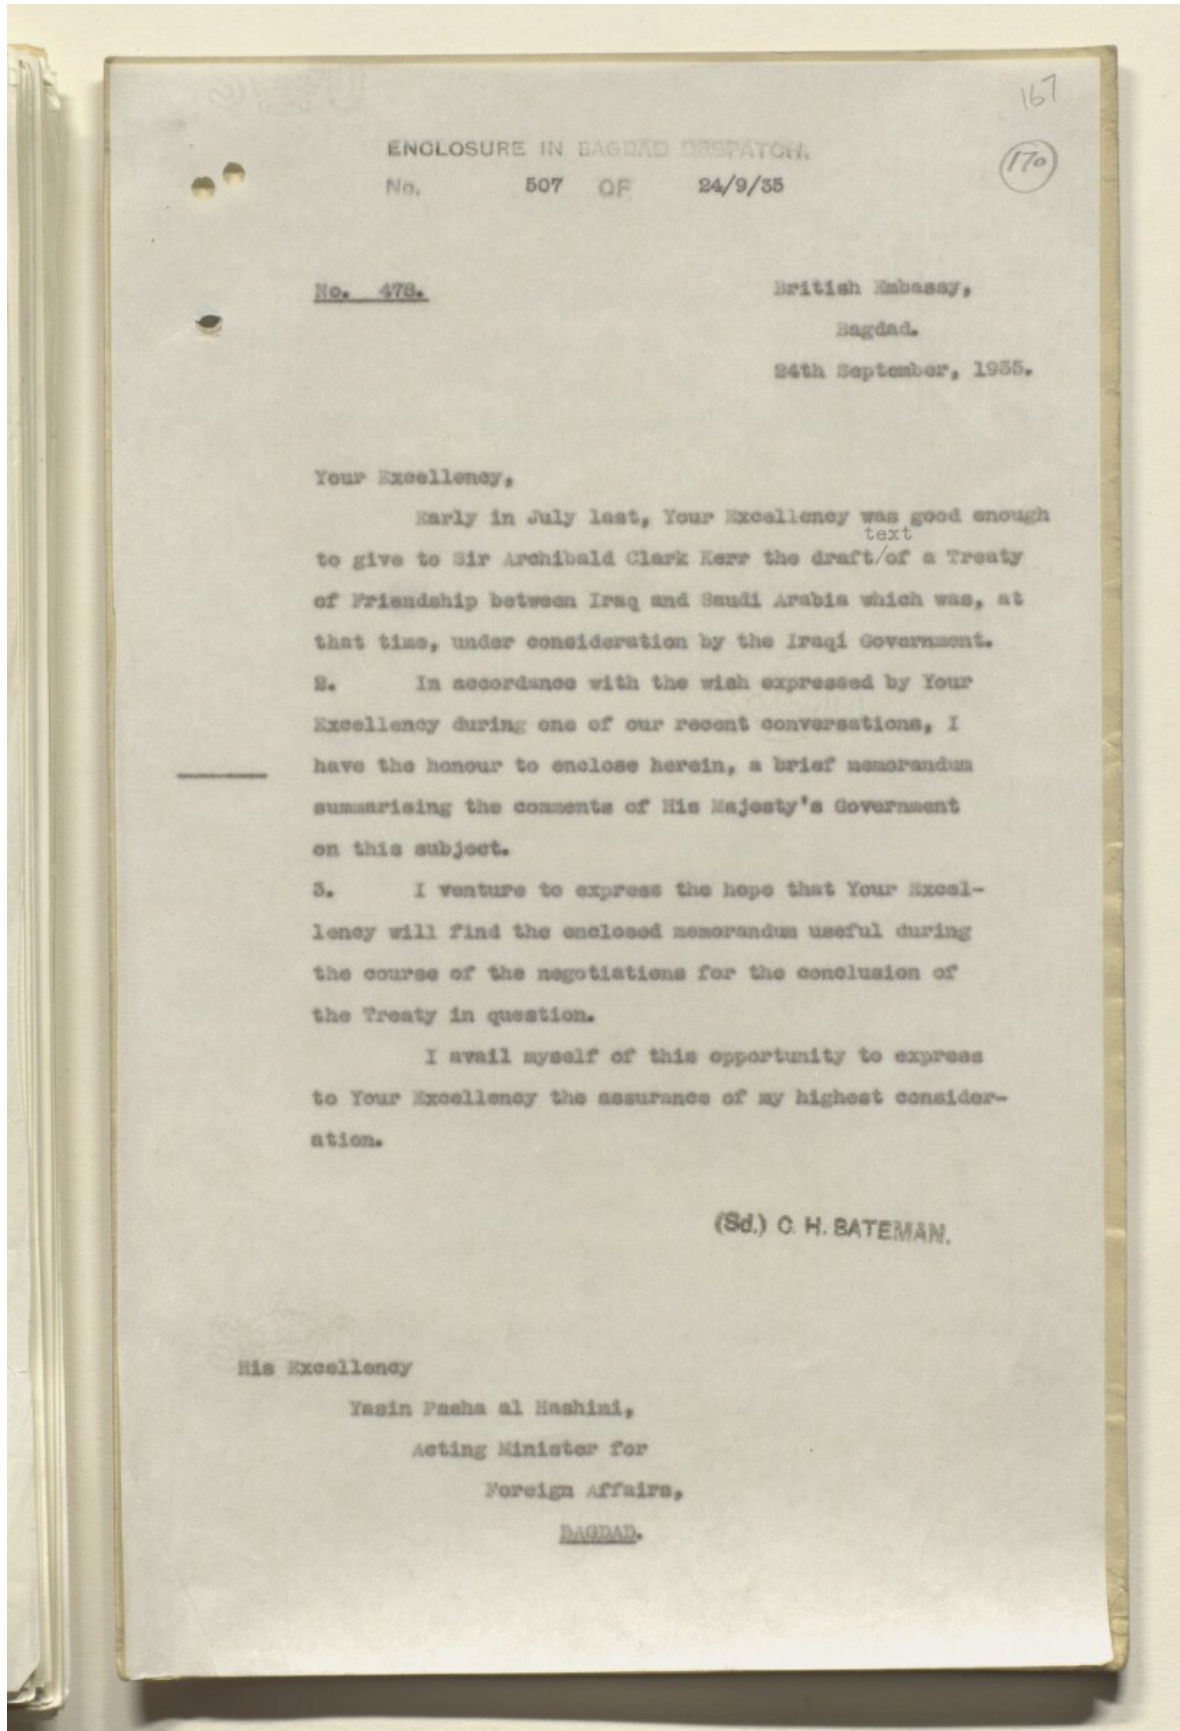 167
170
ENCLOSURE IN BAGDAD DESPATCH.
No. 507 OF 24/9/35
No. 478.
British Embassy,
Bagdad.
24th September, 1935.
Your Excellency,
Early in July last, Your Excellency was good enough
text
to give to Sir Archibald Clark Kerr the draft/of a Treaty
of Friendship between Iraq and Saudi Arabia which was, at
that time, under consideration by the Iraqi Government.
2. In accordance with the wish expressed by Your
Excellency during one of our recent conversations, I
have the honour to enclose herein, a brief memorandum
summarising the comments of His Majesty's Government
on this subject.
3. I venture to express the hope that Your Excel-
lency will find the enclosed memorandum useful during
the course of the negotiations for the conclusion of
the Treaty in question.
I avail myself of this opportunity to express
to Your Excellency the assurance of my highest consider-
ation.
(Sd.) C. H. BATEMAN.
His Excellency
Yasin Pasha al Hashimi,
Acting Minister for
Foreign Affairs,
BAGDAD.